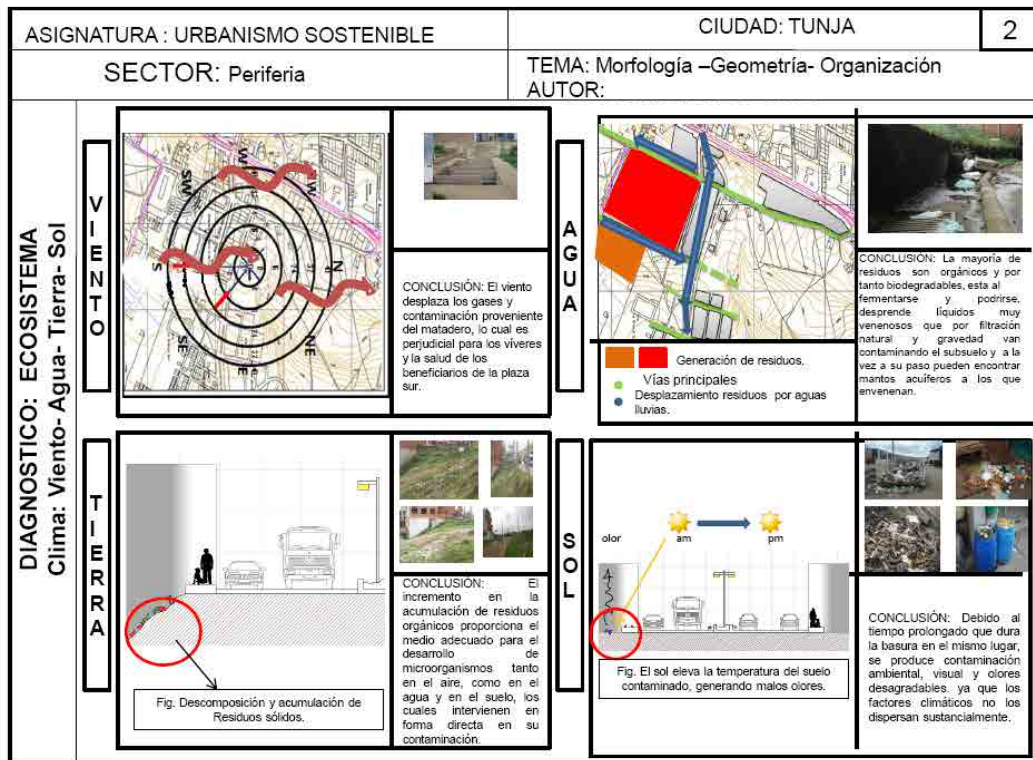 ASIGNATURA : URBANISMO SOSTENIBLE
CIUDAD: TUNJA
2
SECTOR: Periferia
TEMA: Morfología –Geometría- Organización
AUTOR:
DIAGNOSTICO: ECOSISTEMA
Clima: Viento- Agua- Tierra- Sol
VIENTO
W
SW
S
SE
E
NE
N
CONCLUSIÓN: El viento
desplaza los gases y
contaminación proveniente
del matadero, lo cual es
perjudicial para los víveres
y la salud de los
beneficiarios de la plaza
sur.
AGUA
Generación de residuos.
Vías principales
Desplazamiento residuos por aguas
lluvias.
CONCLUSIÓN: La mayoría de
residuos son orgánicos y por
tanto biodegradables, esta al
fermentarse y podrirse,
desprende líquidos muy
venenosos que por filtración
natural y gravedad van
contaminando el subsuelo y a la
vez a su paso pueden encontrar
mantos acuíferos a los que
envenenan.
TIERRA
Fig. Descomposición y acumulación de
Residuos sólidos.
CONCLUSIÓN: El
incremento en la
acumulación de residuos
orgánicos proporciona el
medio adecuado para el
desarrollo de
microorganismos tanto
en el aire, como en el
agua y en el suelo, los
cuales intervienen en
forma directa en su
contaminación.
SOL
olor
am
pm
Fig. El sol eleva la temperatura del suelo
contaminado, generando malos olores.
CONCLUSIÓN: Debido al
tiempo prolongado que dura
la basura en el mismo lugar,
se produce contaminación
ambiental, visual y olores
desagradables. ya que los
factores climáticos no los
dispersan sustancialmente.